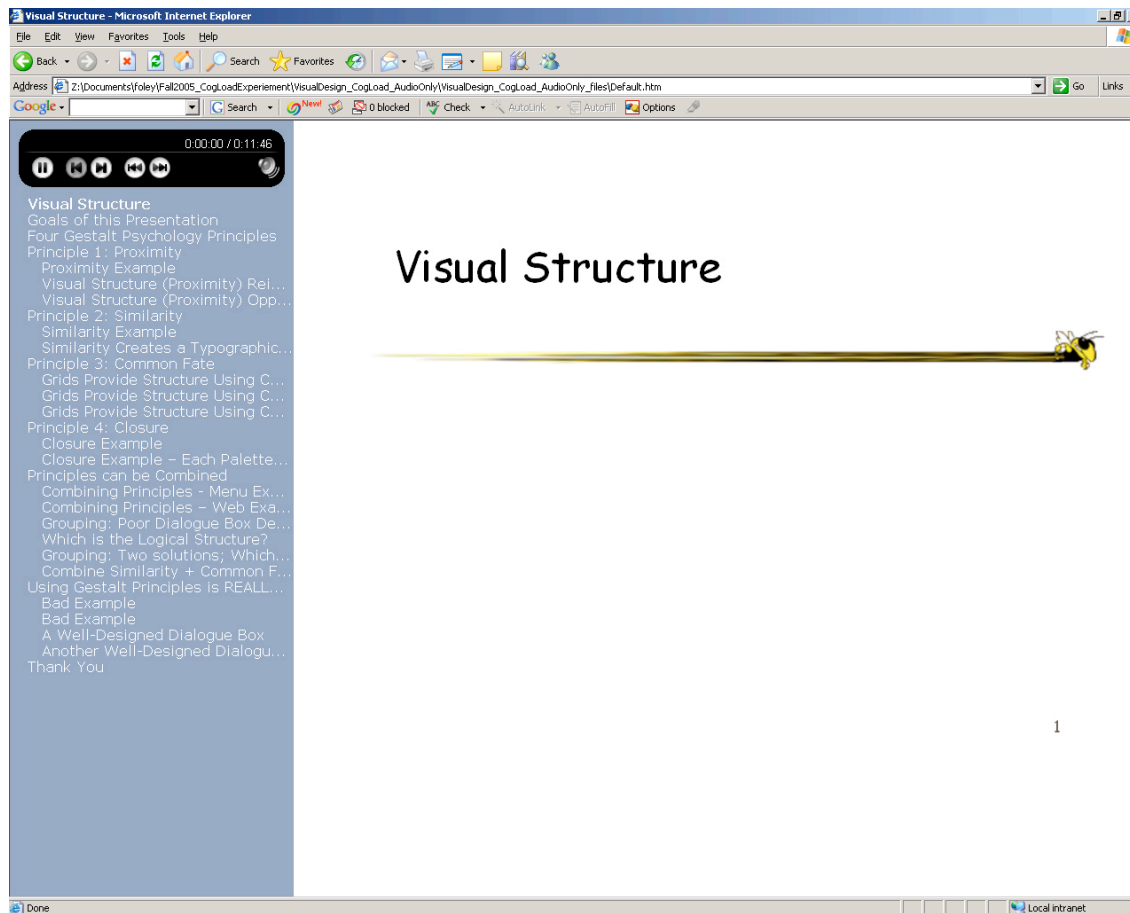 Visual Structure - Microsoft Internet Explorer
File Edit View Favorites Tools Help
Back Search Favorites
Address Z:\Documents\foley\Fall2005_CogLoadExperiement\VisualDesign_CogLoad_AudioOnly\VisualDesign_CogLoad_AudioOnly_files\Default.htm Go Links
Google Search New! 0 blocked ABC Check AutoLink AutoFill Options
0:00:00 / 0:11:46
Visual Structure
Goals of this Presentation
Four Gestalt Psychology Principles
Principle 1: Proximity
Proximity Example
Visual Structure (Proximity) Rei...
Visual Structure (Proximity) Opp...
Principle 2: Similarity
Similarity Example
Similarity Creates a Typographic...
Principle 3: Common Fate
Grids Provide Structure Using C...
Grids Provide Structure Using C...
Grids Provide Structure Using C...
Principle 4: Closure
Closure Example
Closure Example – Each Palette...
Principles can be Combined
Combining Principles - Menu Ex...
Combining Principles – Web Exa...
Grouping: Poor Dialogue Box De...
Which is the Logical Structure?
Grouping: Two solutions; Which...
Combine Similarity + Common F...
Using Gestalt Principles is REALL...
Bad Example
Bad Example
A Well-Designed Dialogue Box
Another Well-Designed Dialogu...
Thank You
Visual Structure
1
Done Local intranet